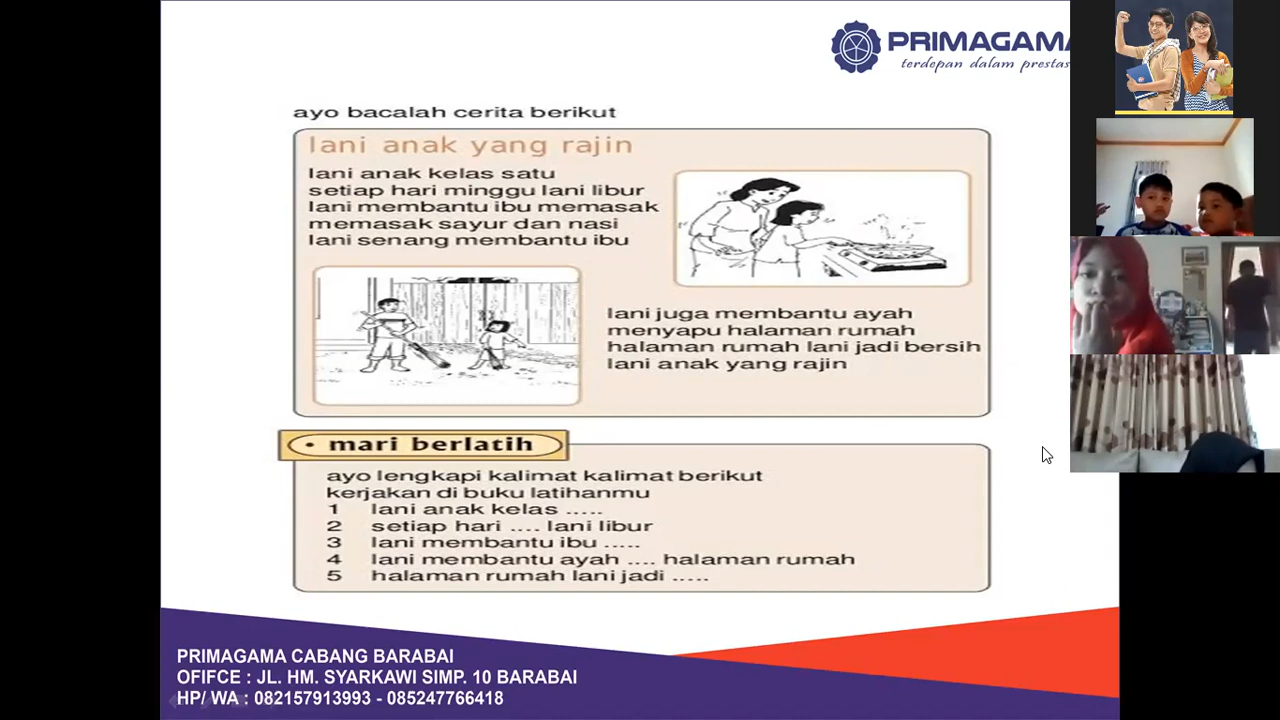 PRIMAGAMA
terdepan dalam prestas
ayo bacalah cerita berikut
lani anak yang rajin
lani anak kelas satu
setiap hari minggu lani libur
lani membantu ibu memasak
memasak sayur dan nasi
lani senang membantu ibu
lani juga membantu ayah
menyapu halaman rumah
halaman rumah lani jadi bersih
lani anak yang rajin
• mari berlatih
ayo lengkapi kalimat kalimat berikut
kerjakan di buku latihanmu
1 lani anak kelas .....
2 setiap hari .... lani libur
3 lani membantu ibu .....
4 lani membantu ayah .... halaman rumah
5 halaman rumah lani jadi .....
PRIMAGAMA CABANG BARABAI
OFIFCE : JL. HM. SYARKAWI SIMP. 10 BARABAI
HP/ WA : 082157913993 - 085247766418